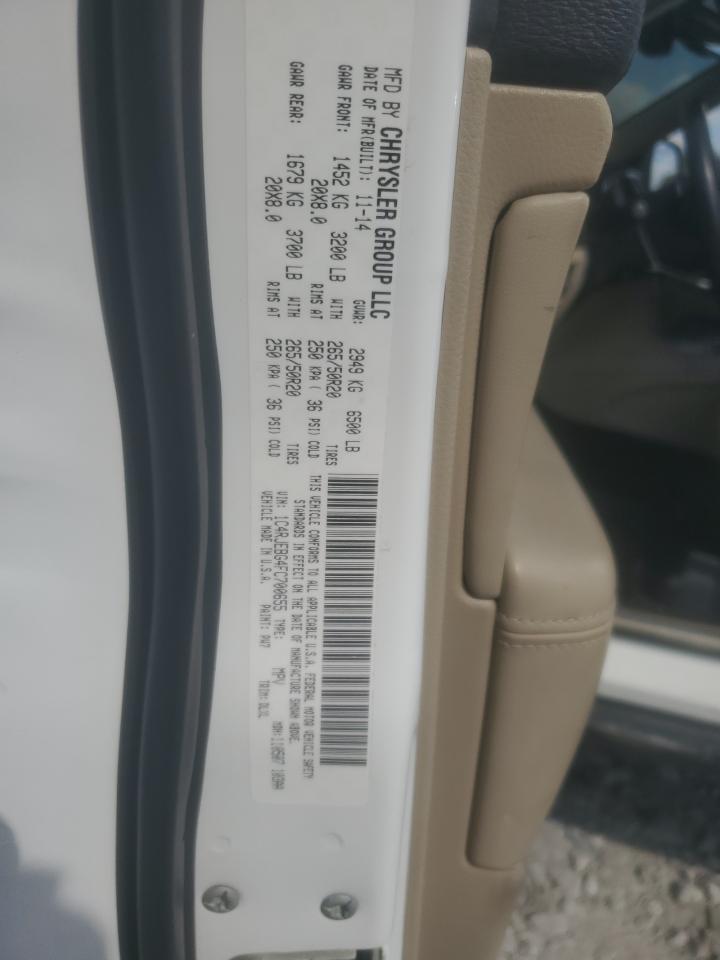 MFD BY CHRYSLER GROUP LLC
DATE OF MFR(BUILT): 11-14 GVWR: 2949 KG 6500 LB
GAWR FRONT: 1452 KG 3200 LB WITH 265/50R20 TIRES
20X8.0 RIMS AT 250 KPA ( 36 PSI) COLD
GAWR REAR: 1679 KG 3700 LB WITH 265/50R20 TIRES
20X8.0 RIMS AT 250 KPA ( 36 PSI) COLD
THIS VEHICLE CONFORMS TO ALL APPLICABLE U.S.A. FEDERAL MOTOR VEHICLE SAFETY
STANDARDS IN EFFECT ON THE DATE OF MANUFACTURE SHOWN ABOVE.
VIN: 1C4RJEBG4FC700655 TYPE: MPV
VEHICLE MADE IN U.S.A. PAINT: PW7 TRIM: